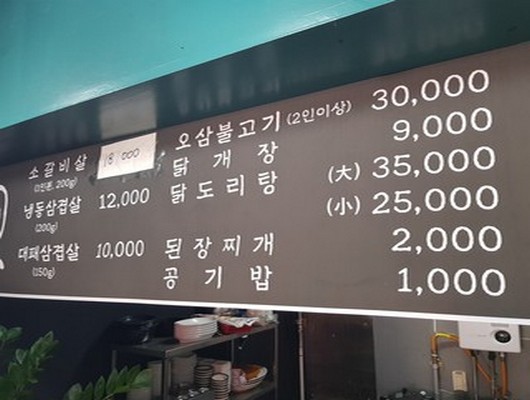 소갈비살 18,000
(1인분, 200g)
냉동삼겹살 12,000
(200g)
대패삼겹살 10,000
(150g)
오삼불고기 (2인이상) 30,000
닭개장 9,000
닭도리탕 (大) 35,000
(小) 25,000
된장찌개 2,000
공기밥 1,000